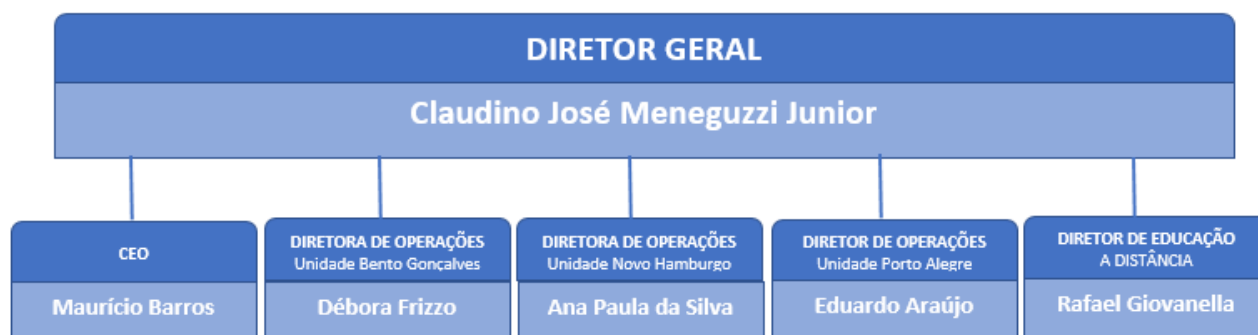 DIRETOR GERAL
Claudino José Meneguzzi Junior
CEO
Maurício Barros
DIRETORA DE OPERAÇÕES
Unidade Bento Gonçalves
Débora Frizzo
DIRETORA DE OPERAÇÕES
Unidade Novo Hamburgo
Ana Paula da Silva
DIRETOR DE OPERAÇÕES
Unidade Porto Alegre
Eduardo Araújo
DIRETOR DE EDUCAÇÃO
A DISTÂNCIA
Rafael Giovanella